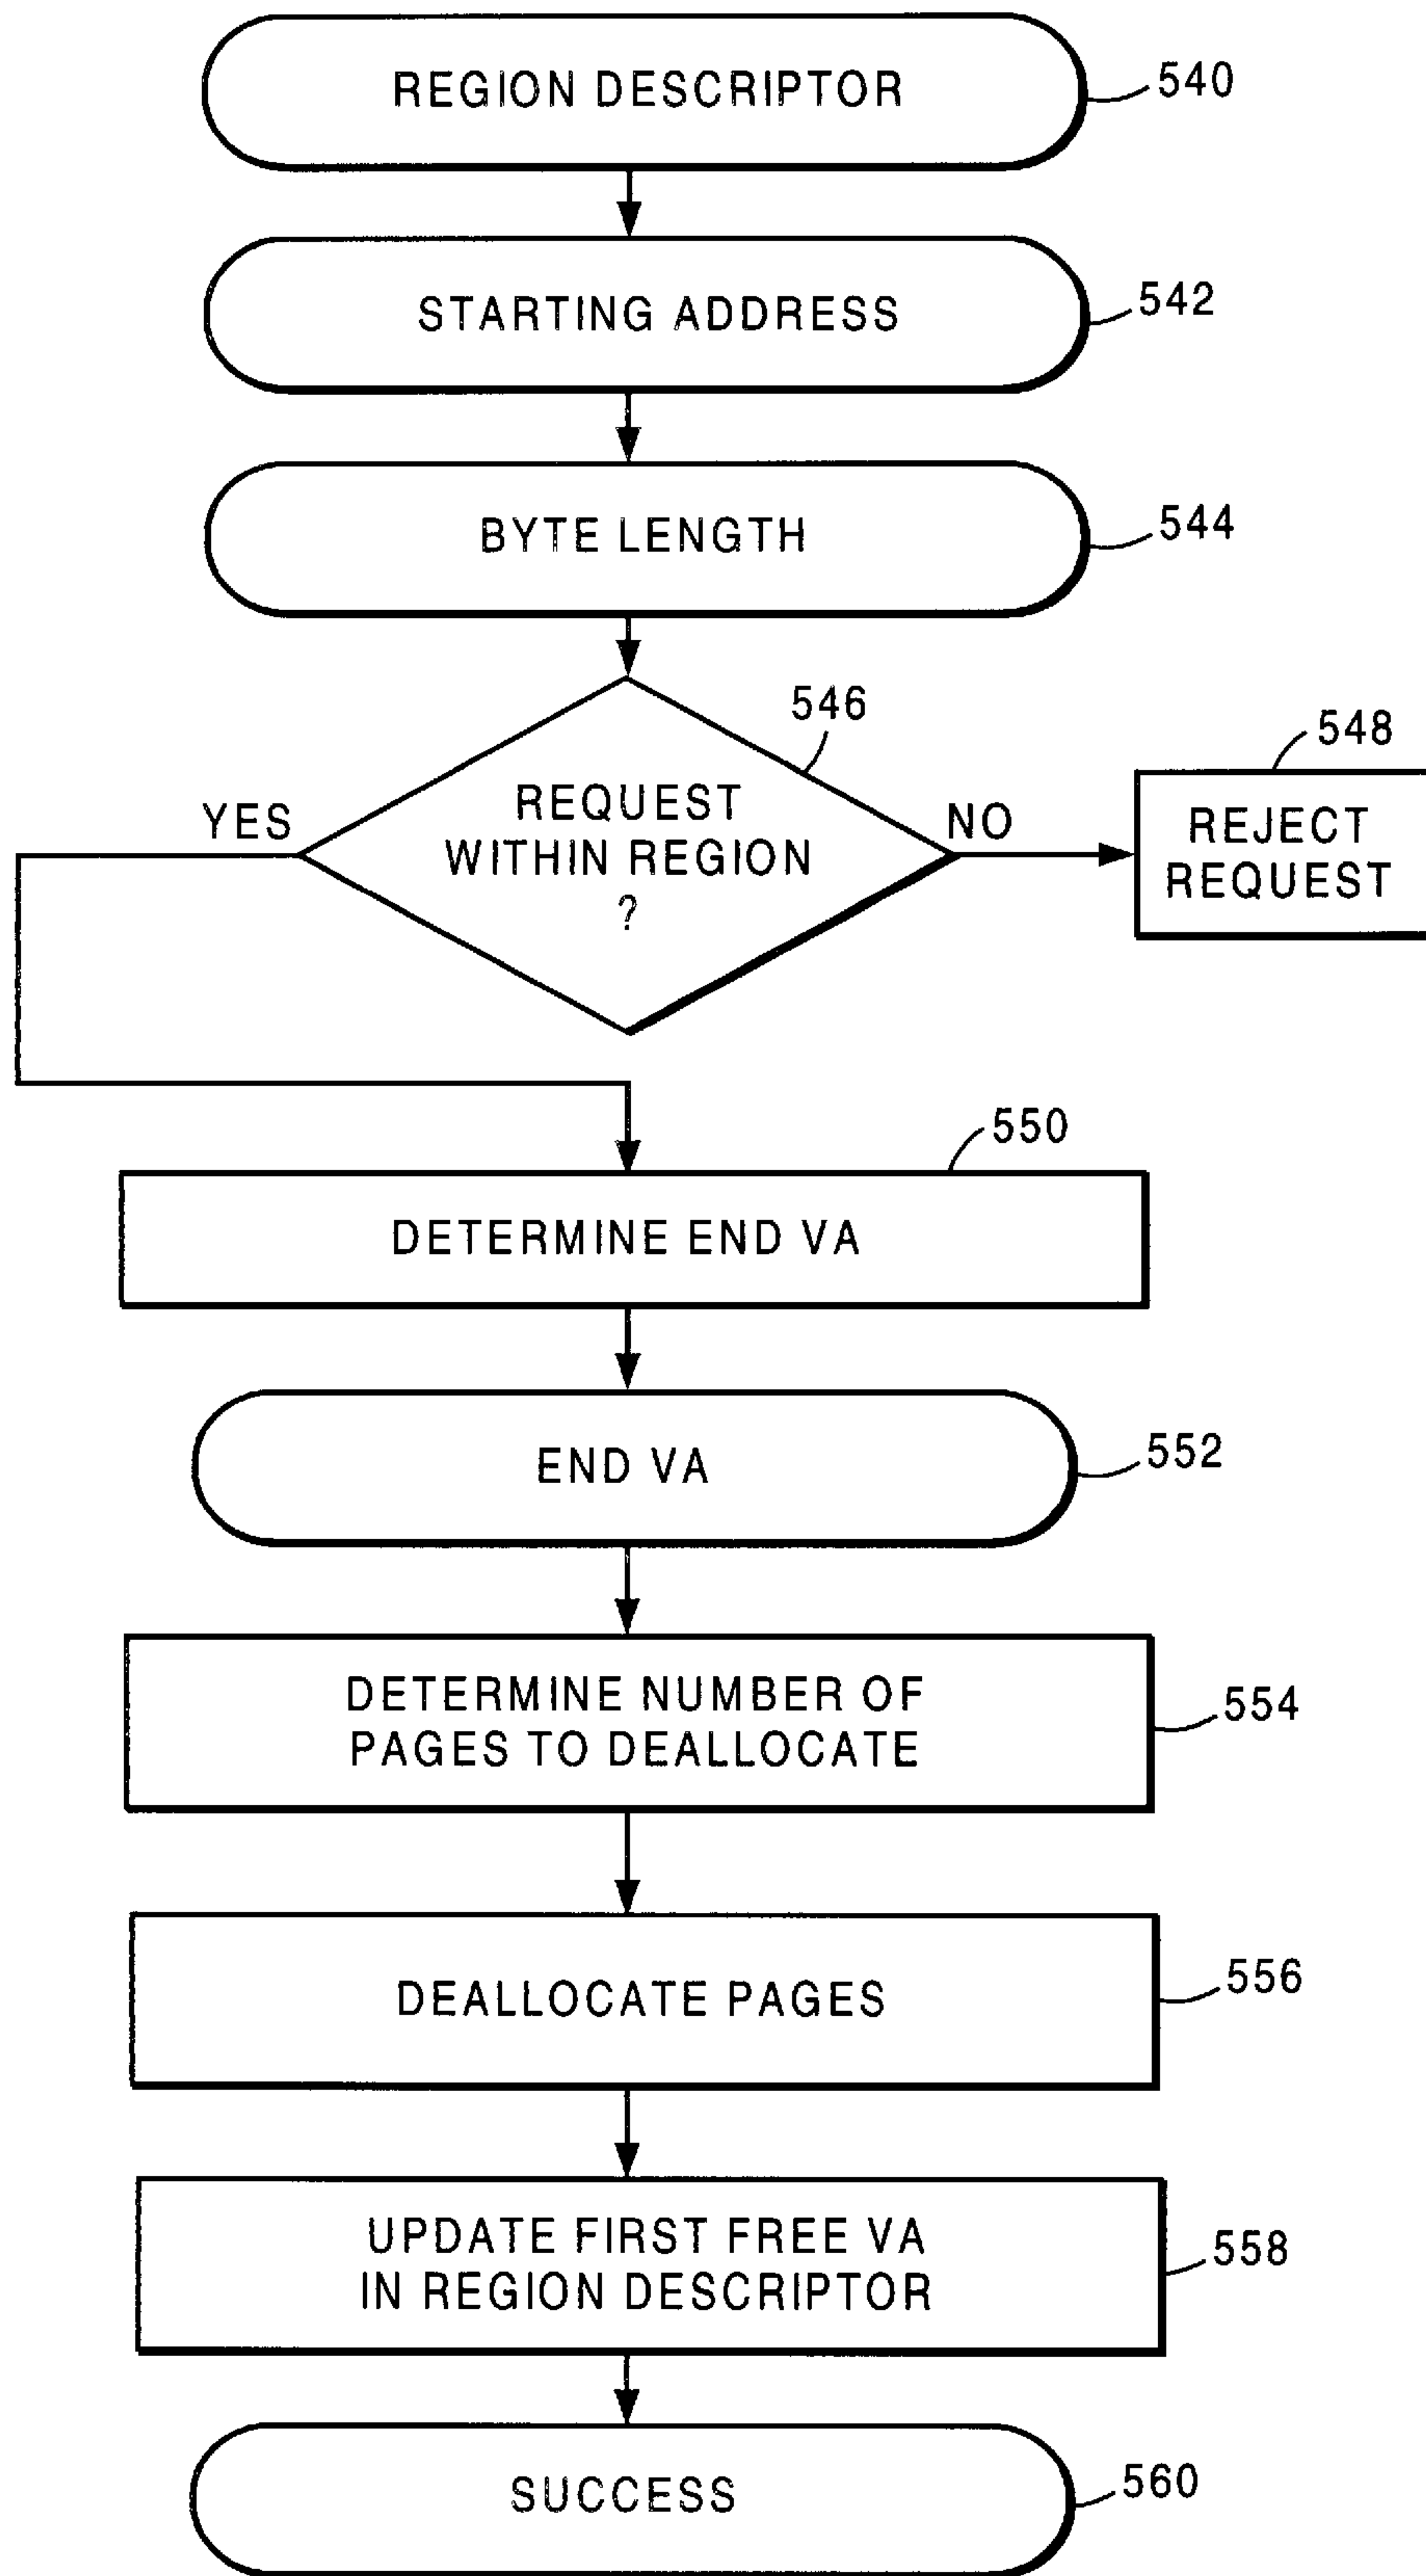 REGION DESCRIPTOR
540
STARTING ADDRESS
542
BYTE LENGTH
544
546
548
YES
REQUEST
WITHIN REGION
?
NO
REJECT
REQUEST
550
DETERMINE END VA
END VA
552
DETERMINE NUMBER OF
PAGES TO DEALLOCATE
554
DEALLOCATE PAGES
556
UPDATE FIRST FREE VA
IN REGION DESCRIPTOR
558
SUCCESS
560